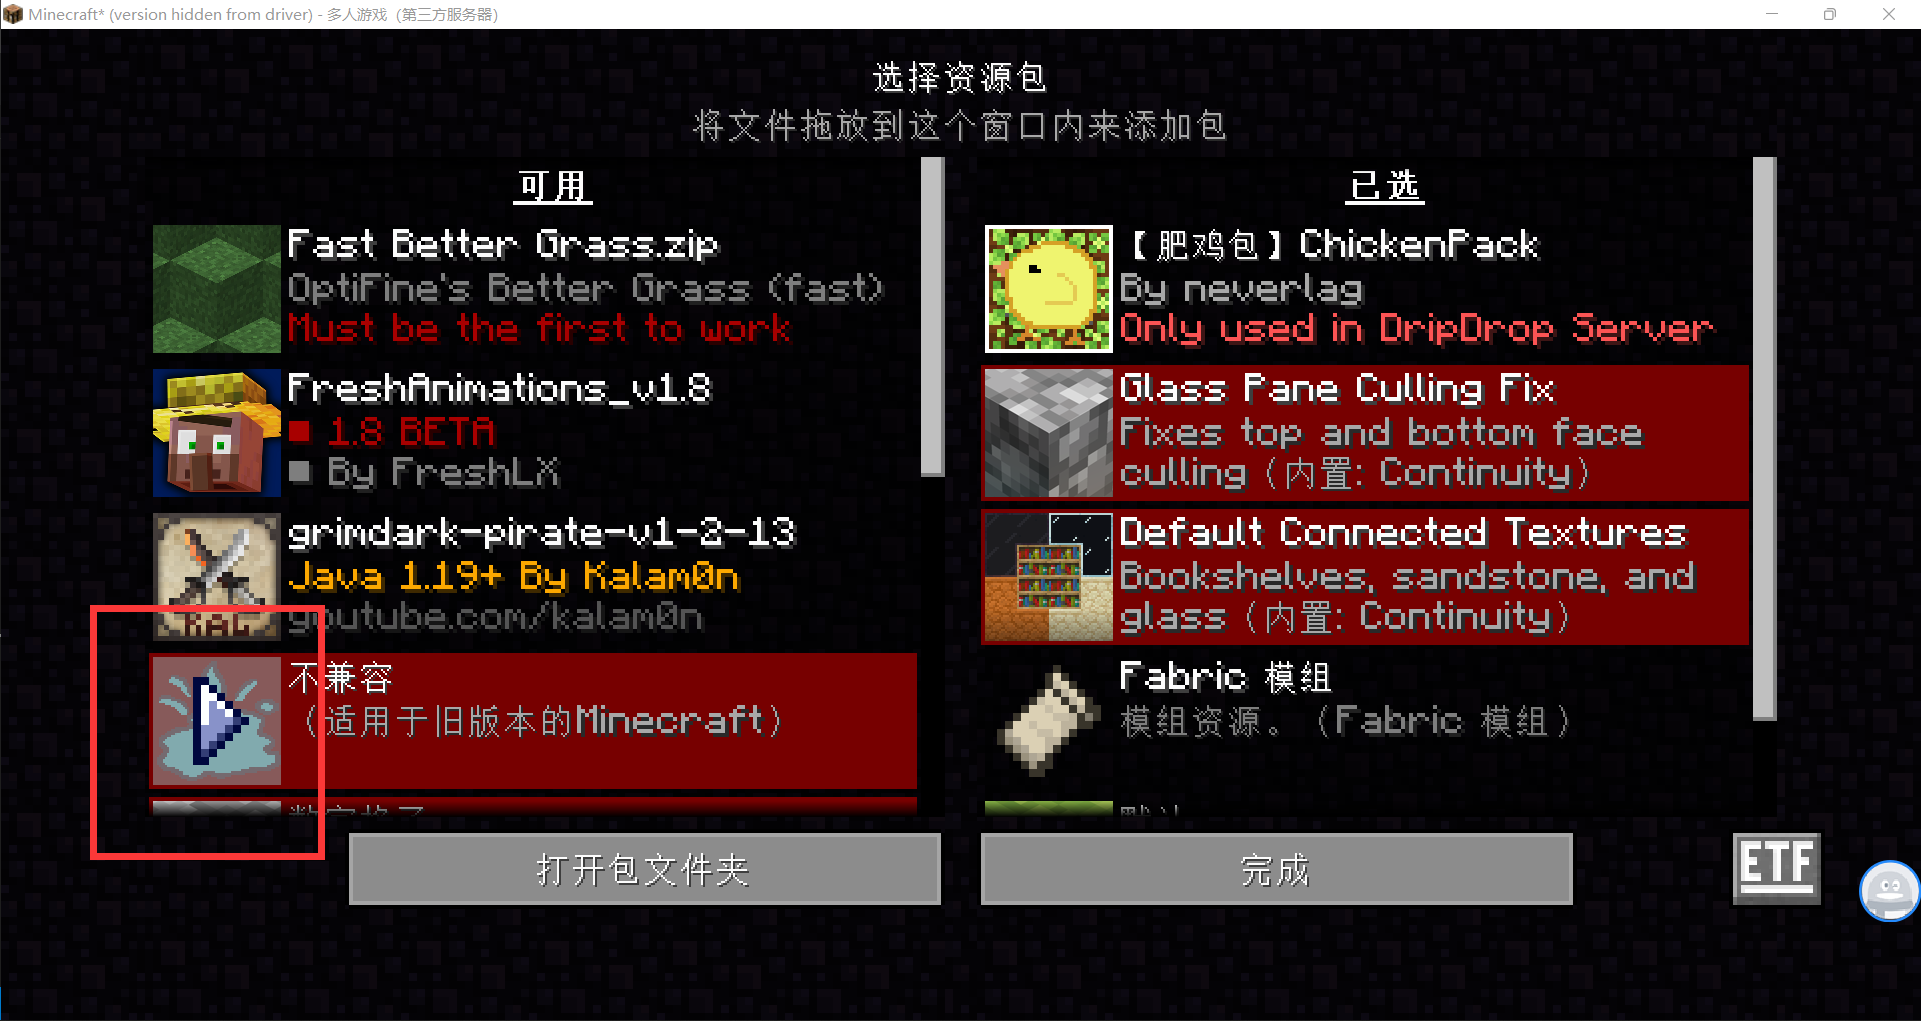 Minecraft* (version hidden from driver) - 多人游戏 (第三方服务器)
选择资源包
将文件拖放到这个窗口内来添加包
可用
Fast Better Grass.zip
OptiFine's Better Grass (fast)
Must be the first to work
FreshAnimations_v1.8
■ 1.8 BETA
■ By FreshLX
grimdark-pirate-v1-2-13
Java 1.19+ By Kalam0n
youtube.com/kalam0n
KAL
不兼容
（适用于旧版本的Minecraft）
打开包文件夹
已选
【肥鸡包】ChickenPack
By neverlag
Only used in DripDrop Server
Glass Pane Culling Fix
Fixes top and bottom face
culling（内置: Continuity）
Default Connected Textures
Bookshelves, sandstone, and
glass（内置: Continuity）
Fabric 模组
模组资源。（Fabric 模组）
默认
完成
ETF